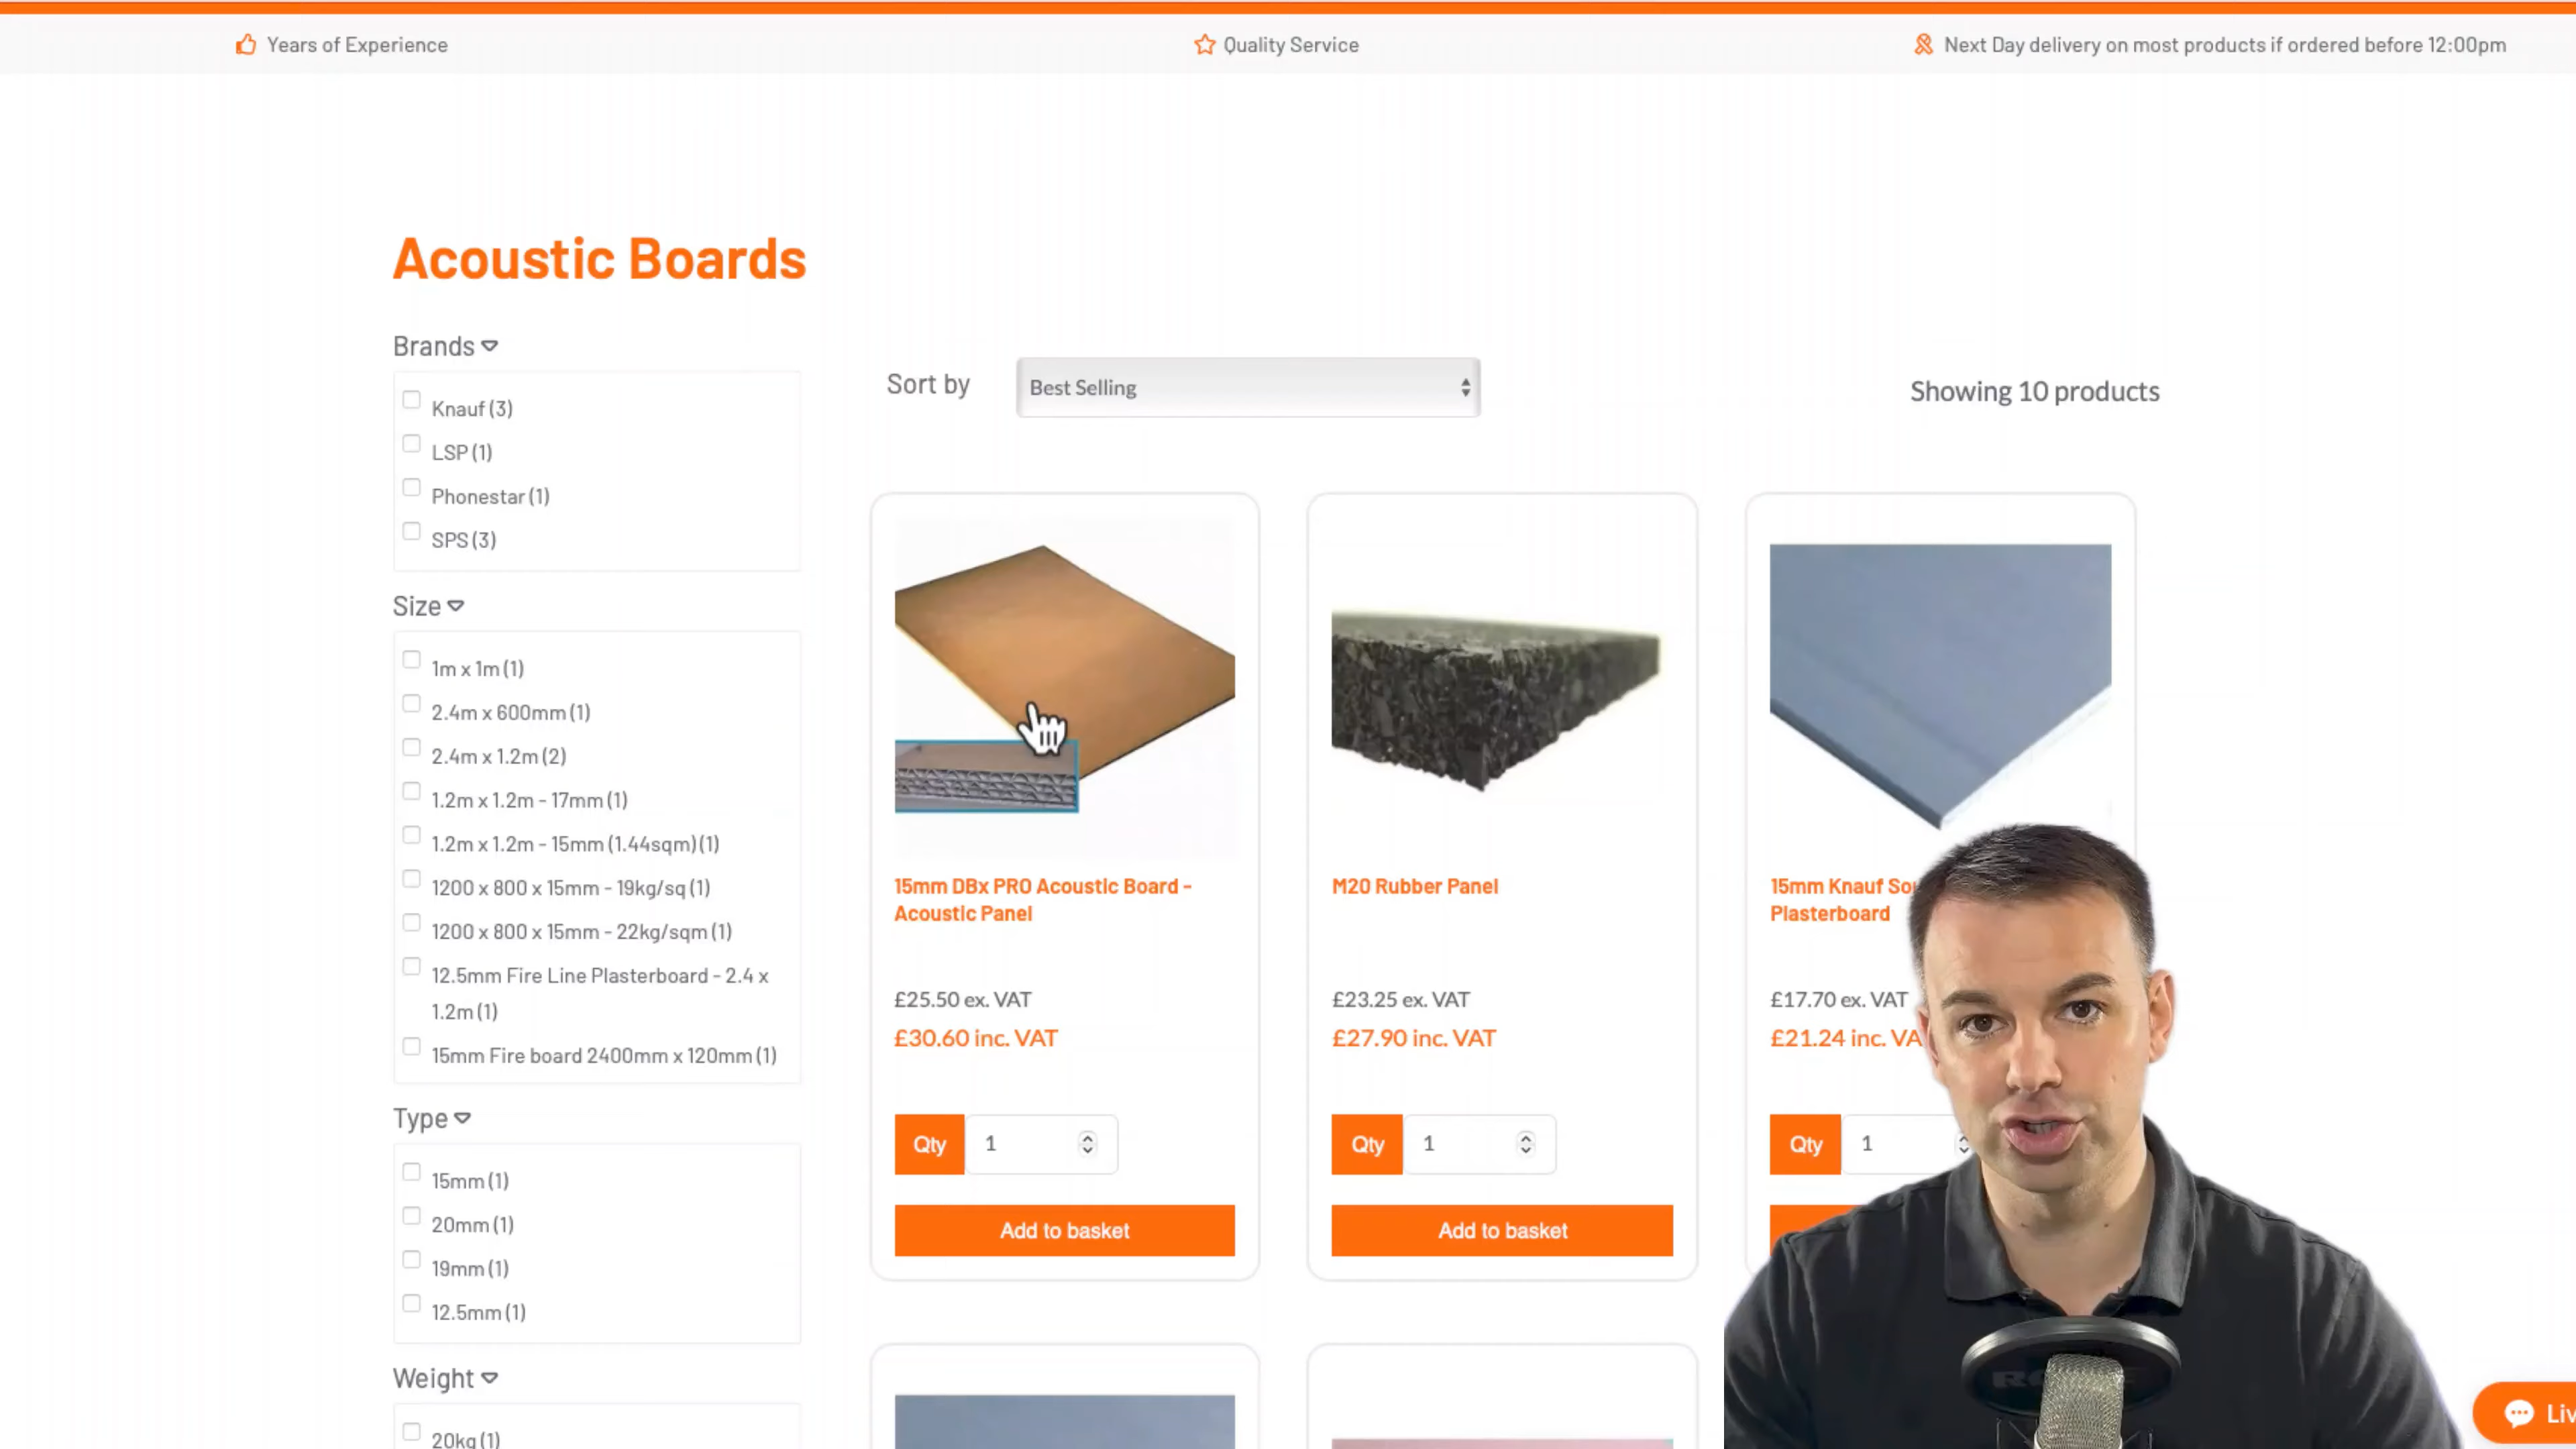 Years of Experience
Quality Service
Next Day delivery on most products if ordered before 12:00pm
Acoustic Boards
Brands
Knauf (3)
LSP (1)
Phonestar (1)
SPS (3)
Size
1m x 1m (1)
2.4m x 600mm (1)
2.4m x 1.2m (2)
1.2m x 1.2m - 17mm (1)
1.2m x 1.2m - 15mm (1.44sqm) (1)
1200 x 800 x 15mm - 19kg/sq (1)
1200 x 800 x 15mm - 22kg/sqm (1)
12.5mm Fire Line Plasterboard - 2.4 x
1.2m (1)
15mm Fire board 2400mm x 120mm (1)
Type
15mm (1)
20mm (1)
19mm (1)
12.5mm (1)
Weight
20kg (1)
Sort by
Best Selling
Showing 10 products
15mm DBx PRO Acoustic Board -
Acoustic Panel
£25.50 ex. VAT
£30.60 inc. VAT
Qty
1
Add to basket
M20 Rubber Panel
£23.25 ex. VAT
£27.90 inc. VAT
Qty
1
Add to basket
15mm Knauf
Plasterboard
£17.70 ex. VAT
£21.24 inc.
Qty
1